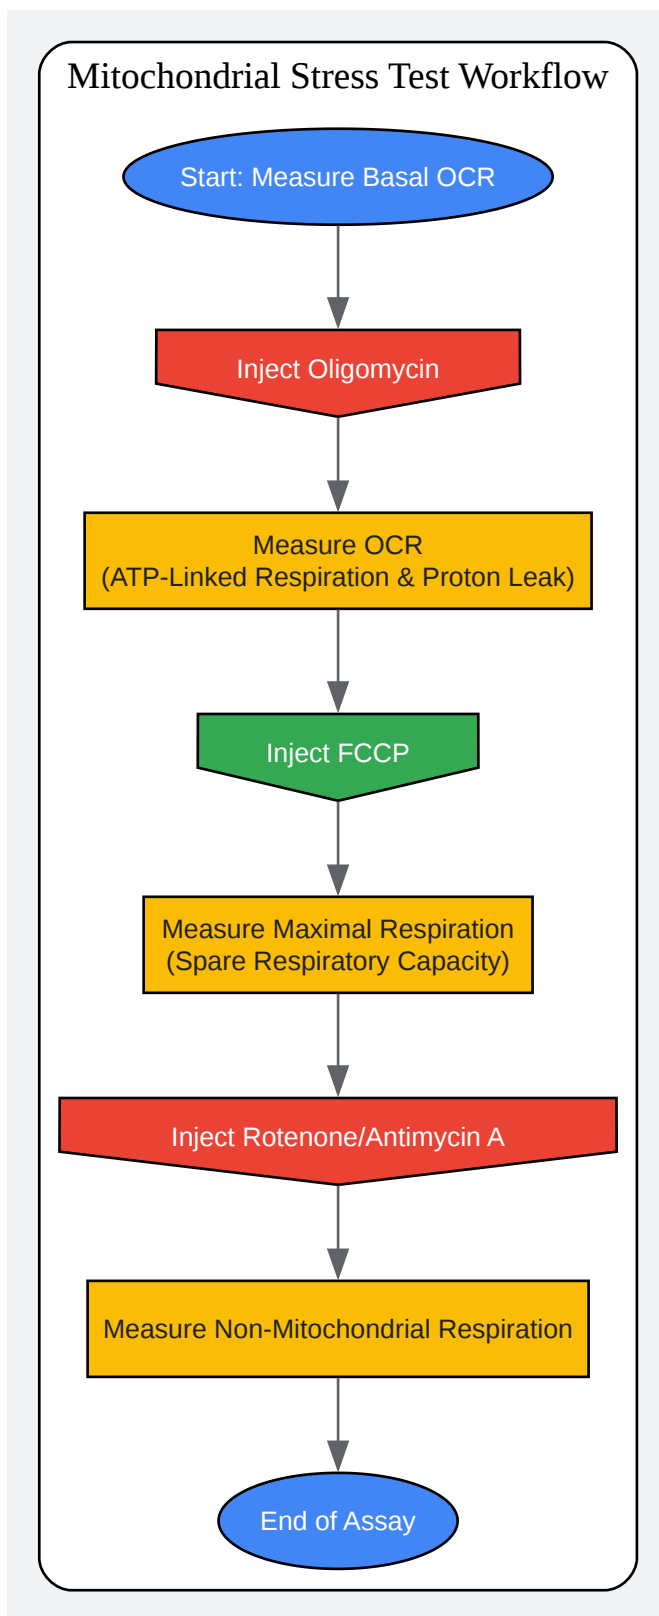 Mitochondrial Stress Test Workflow
Start: Measure Basal OCR
Inject Oligomycin
Measure OCR
(ATP-Linked Respiration & Proton Leak)
Inject FCCP
Measure Maximal Respiration
(Spare Respiratory Capacity)
Inject Rotenone/Antimycin A
Measure Non-Mitochondrial Respiration
End of Assay